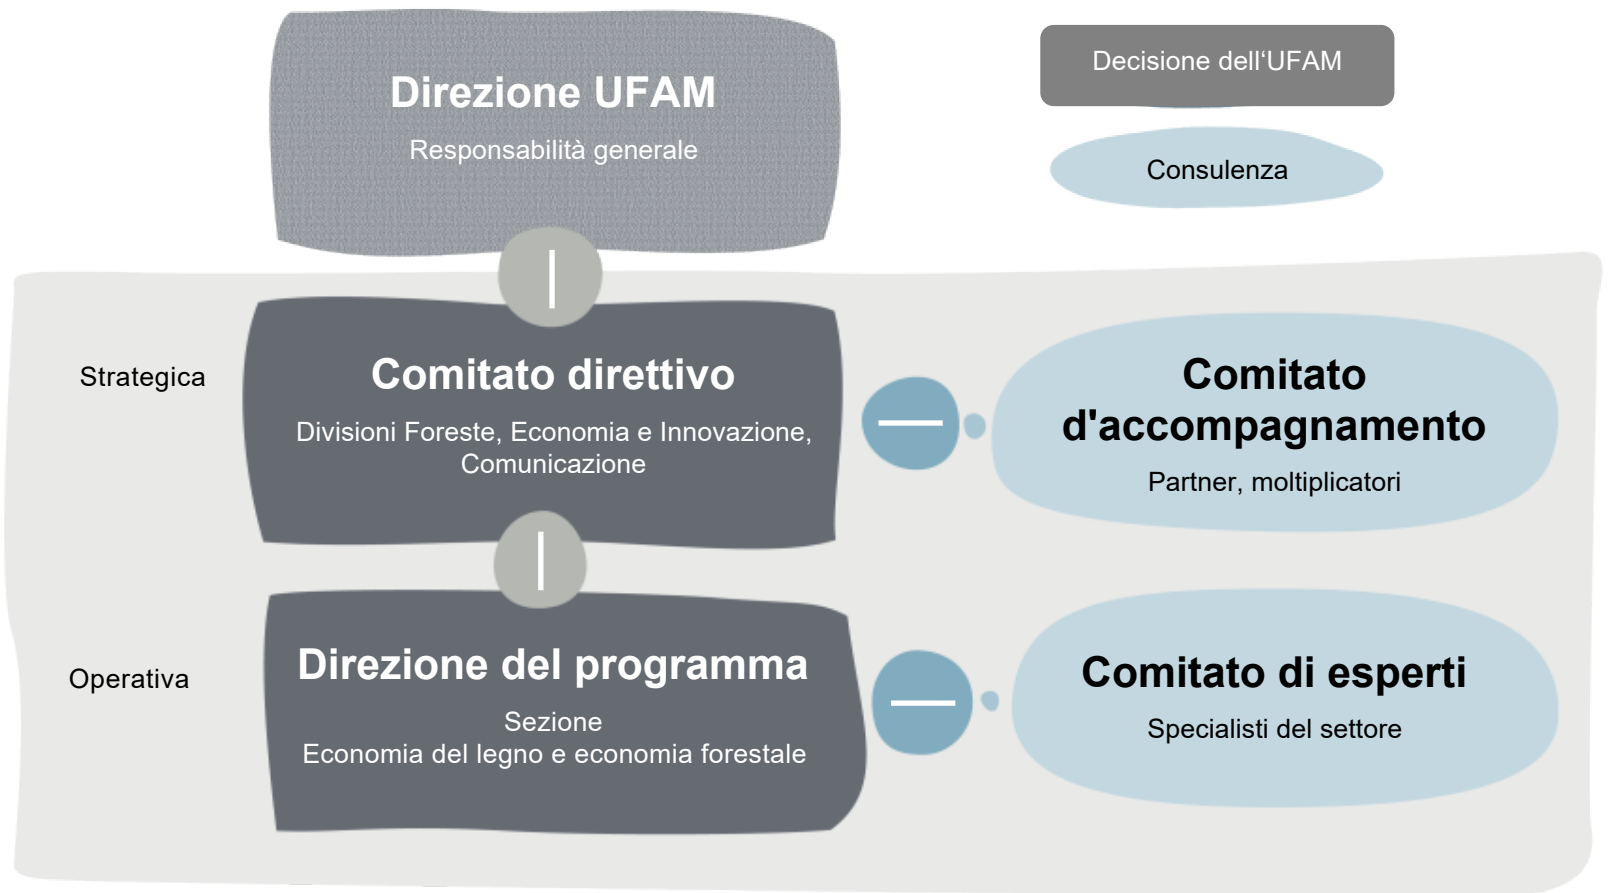 Direzione UFAM
Responsabilità generale
Decisione dell‘UFAM
Consulenza
Strategica
Comitato direttivo
Divisioni Foreste, Economia e Innovazione,
Comunicazione
Comitato
d'accompagnamento
Partner, moltiplicatori
Operativa
Direzione del programma
Sezione
Economia del legno e economia forestale
Comitato di esperti
Specialisti del settore